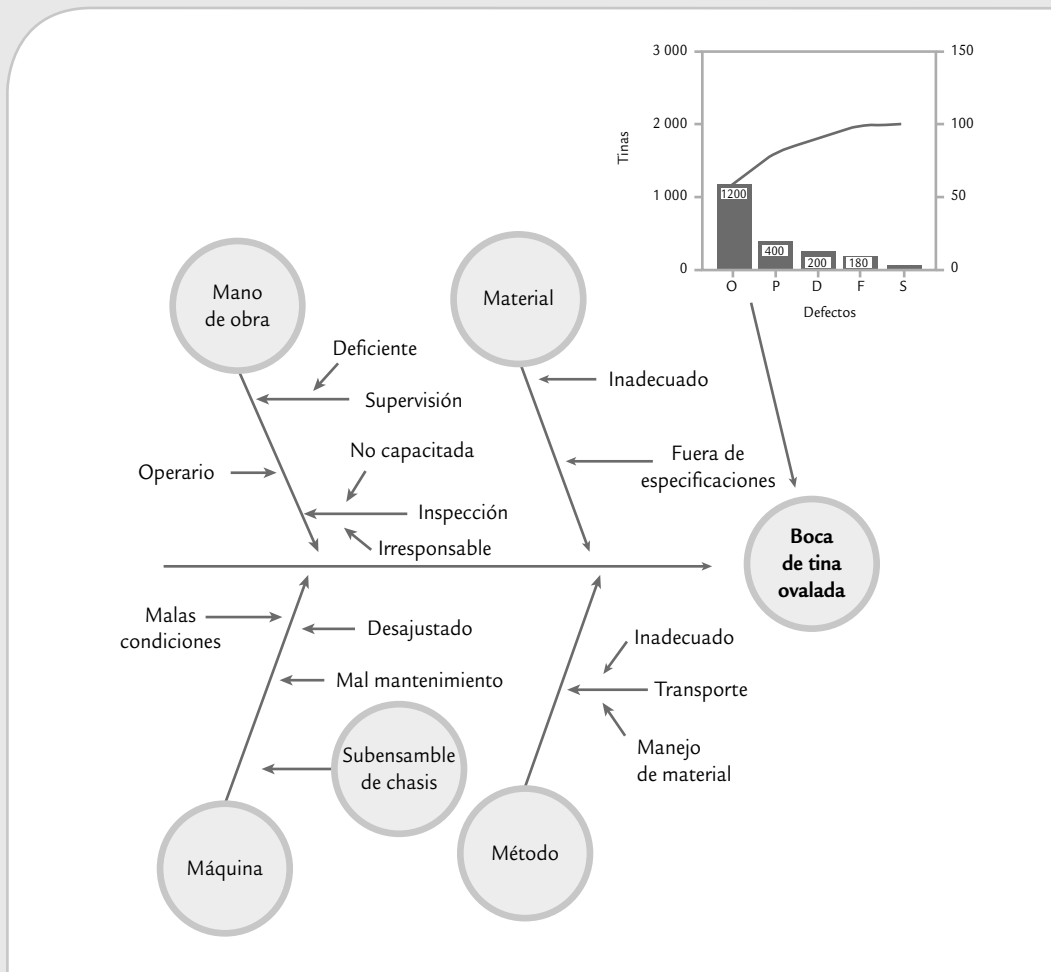 3 000
2 000
1 000
0
Tinas
150
100
50
0
1200
400
200
180
O P D F S
Defectos
Mano
de obra
Material
Deficiente
Supervisión
Inadecuado
Operario
No capacitada
Inspección
Irresponsable
Fuera de
especificaciones
Boca
de tina
ovalada
Malas
condiciones
Desajustado
Mal mantenimiento
Subensamble
de chasis
Máquina
Inadecuado
Transporte
Manejo
de material
Método